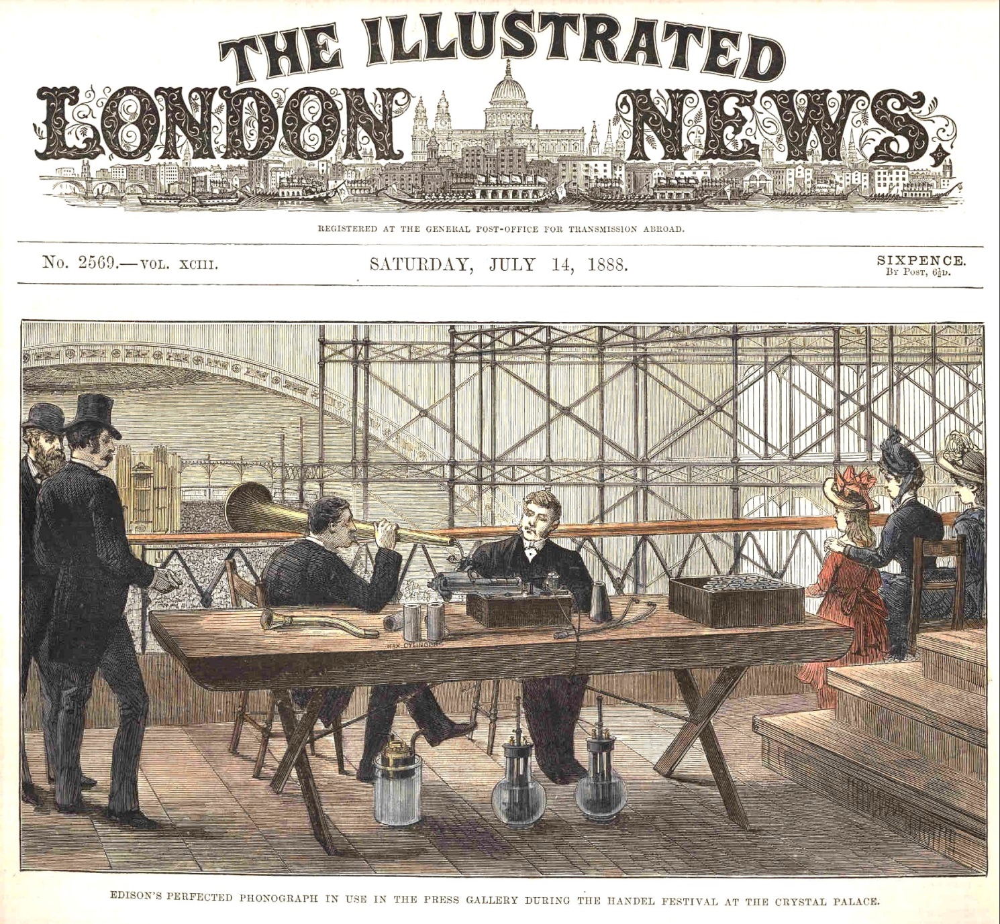 THE ILLUSTRATED
LONDON NEWS,
REGISTERED AT THE GENERAL POST-OFFICE FOR TRANSMISSION ABROAD.
No. 2569.—VOL. XCIII. SATURDAY, JULY 14, 1888. SIXPENCE.
By Post, 6½D.
WAX CYLINDERS
EDISON'S PERFECTED PHONOGRAPH IN USE IN THE PRESS GALLERY DURING THE HANDEL FESTIVAL AT THE CRYSTAL PALACE.